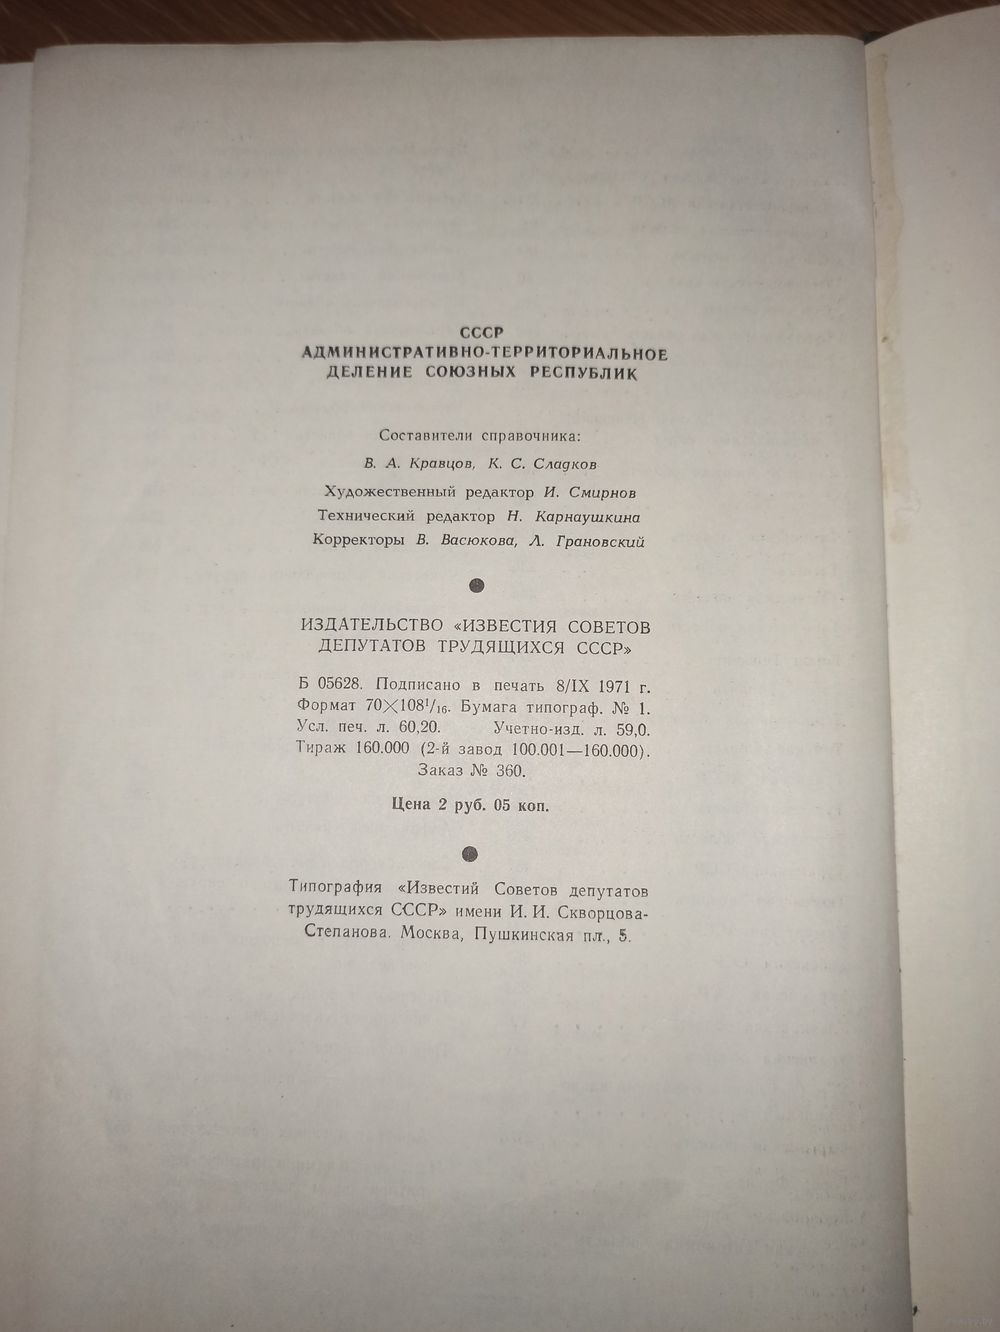 СССР
АДМИНИСТРАТИВНО-ТЕРРИТОРИАЛЬНОЕ
ДЕЛЕНИЕ СОЮЗНЫХ РЕСПУБЛИК
Составители справочника:
В. А. Кравцов, К. С. Сладков
Художественный редактор И. Смирнов
Технический редактор Н. Карнаушкина
Корректоры В. Васюкова, Л. Грановский
ИЗДАТЕЛЬСТВО «ИЗВЕСТИЯ СОВЕТОВ
ДЕПУТАТОВ ТРУДЯЩИХСЯ СССР»
Б 05628. Подписано в печать 8/IX 1971 г.
Формат 70×108¹/₁₆. Бумага типограф. № 1.
Усл. печ. л. 60,20. Учетно-изд. л. 59,0.
Тираж 160.000 (2-й завод 100.001—160.000).
Заказ № 360.
Цена 2 руб. 05 коп.
Типография «Известий Советов депутатов
трудящихся СССР» имени И. И. Скворцова-
Степанова. Москва, Пушкинская пл., 5.